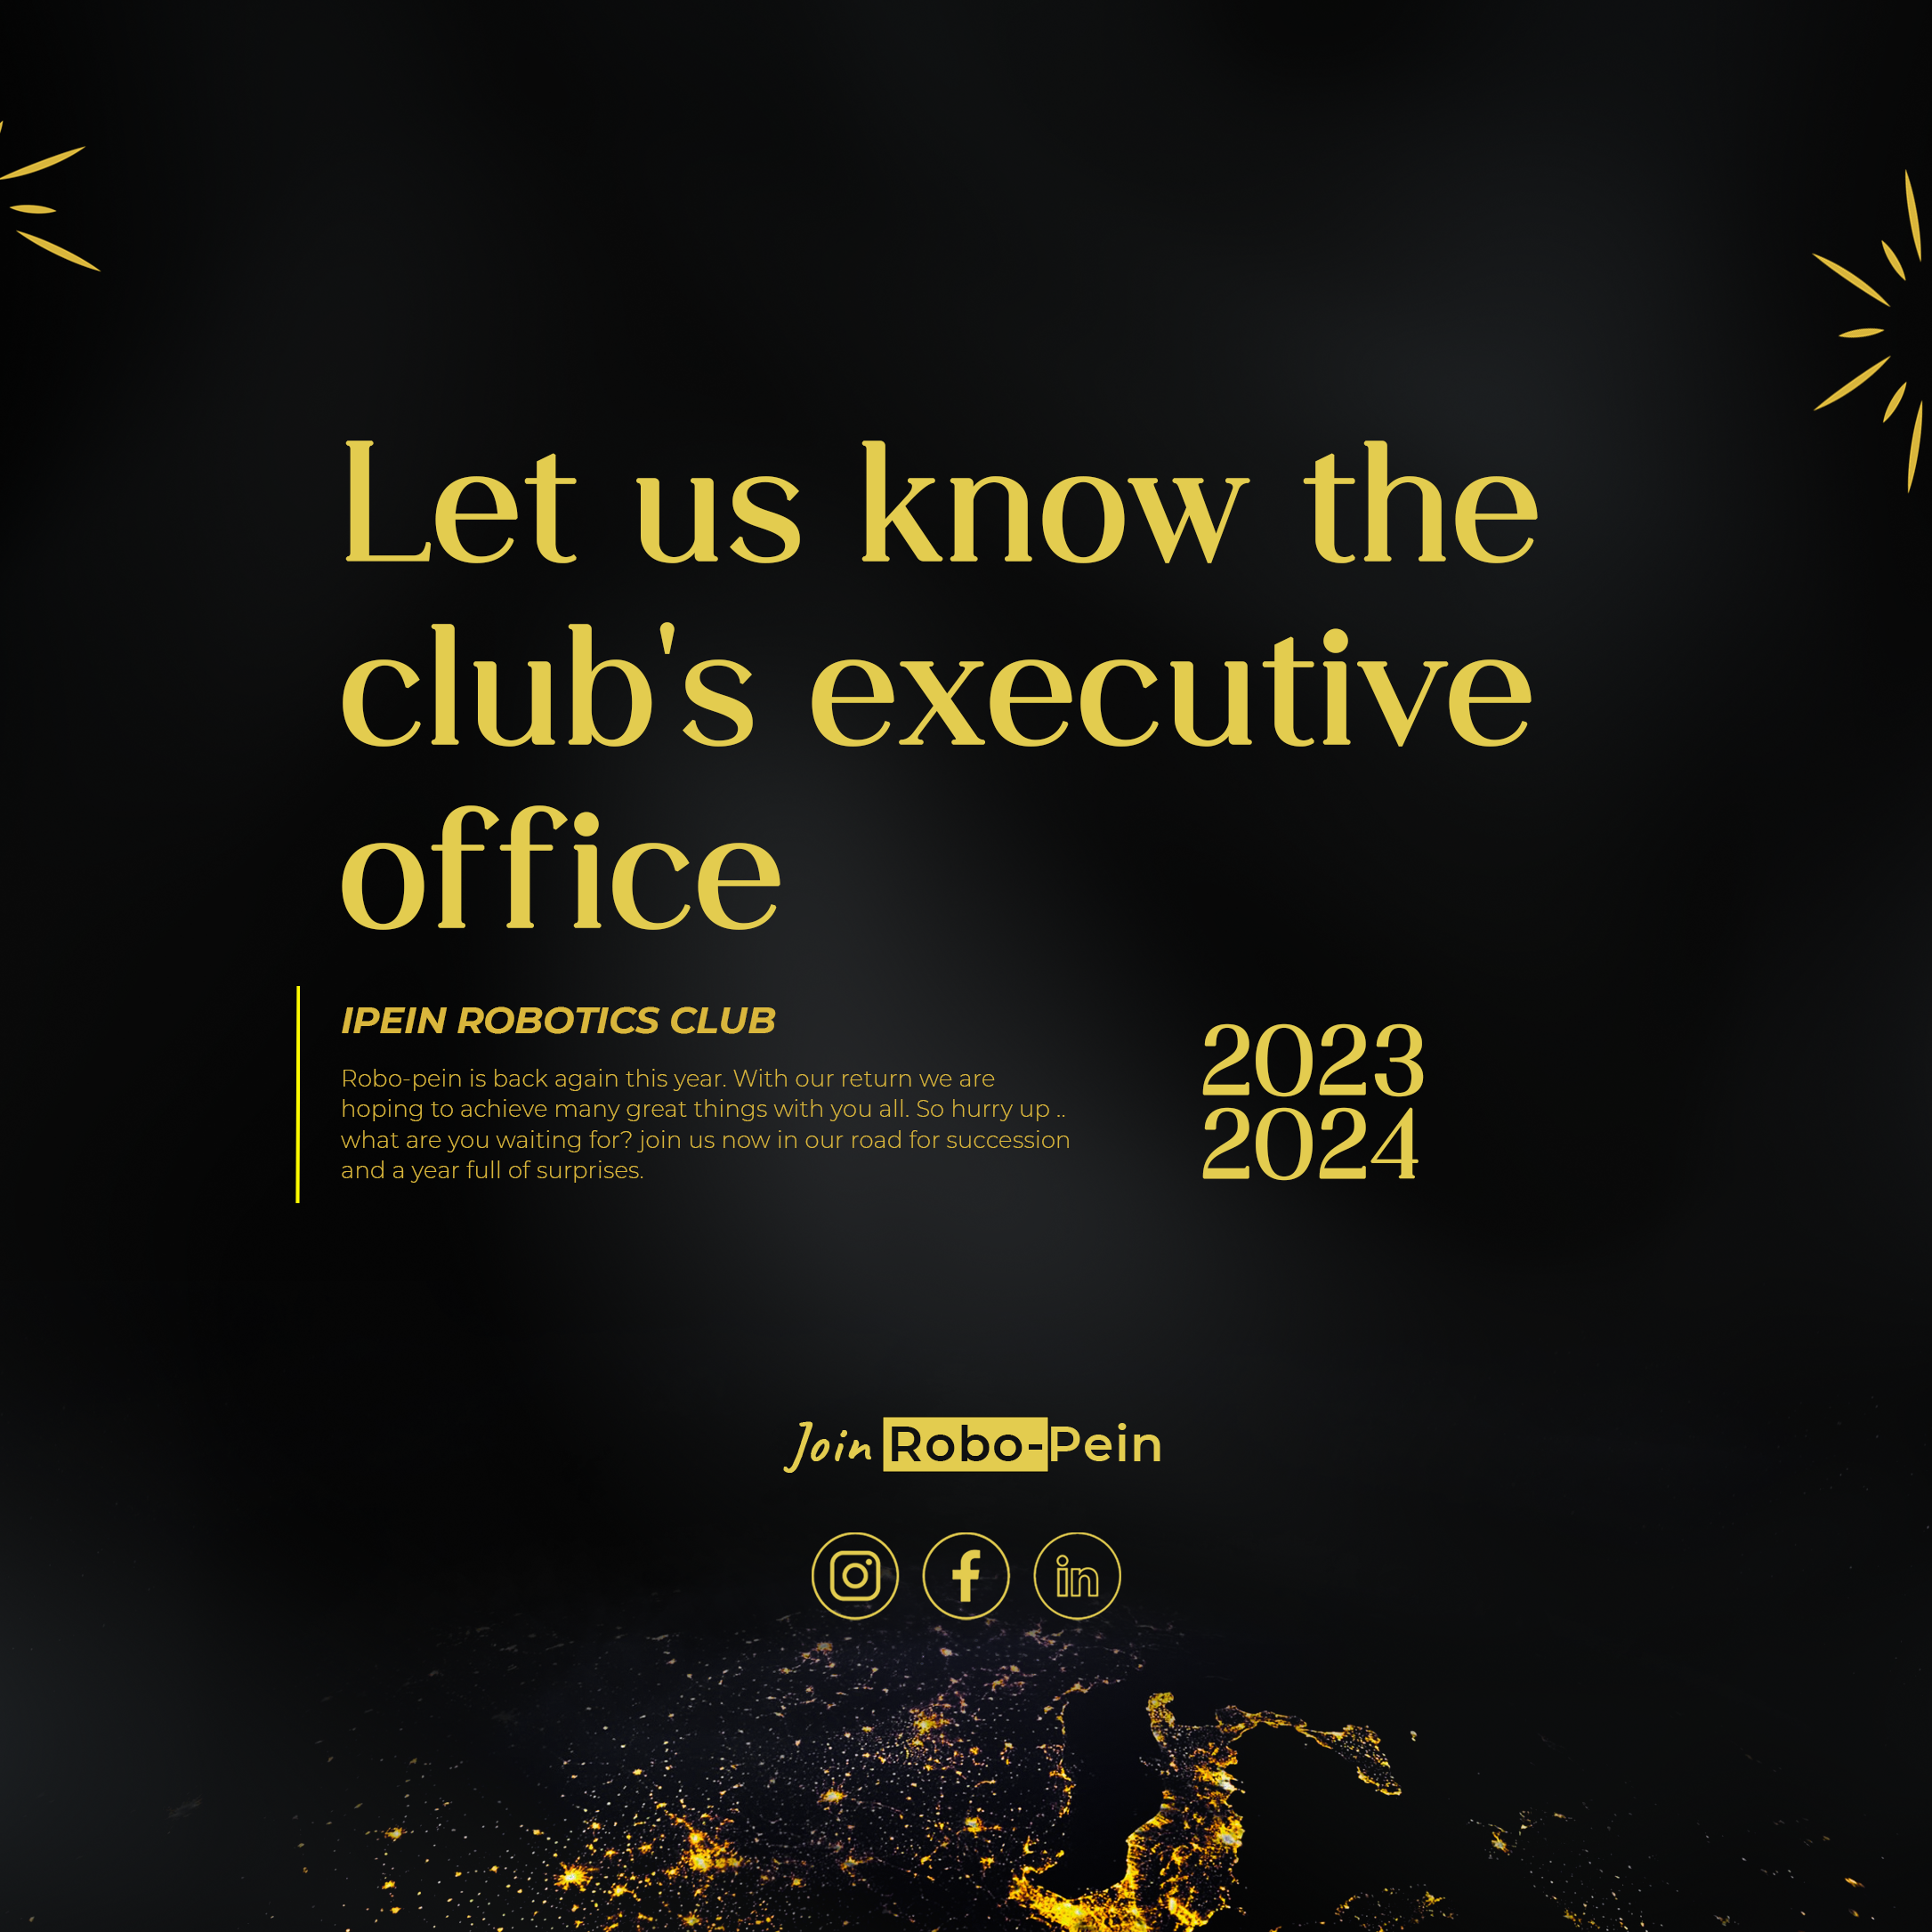 Let us know the
club's executive
office
IPEIN ROBOTICS CLUB
Robo-pein is back again this year. With our return we are
hoping to achieve many great things with you all. So hurry up ..
what are you waiting for? join us now in our road for succession
and a year full of surprises.
2023
2024
Join Robo-Pein
in